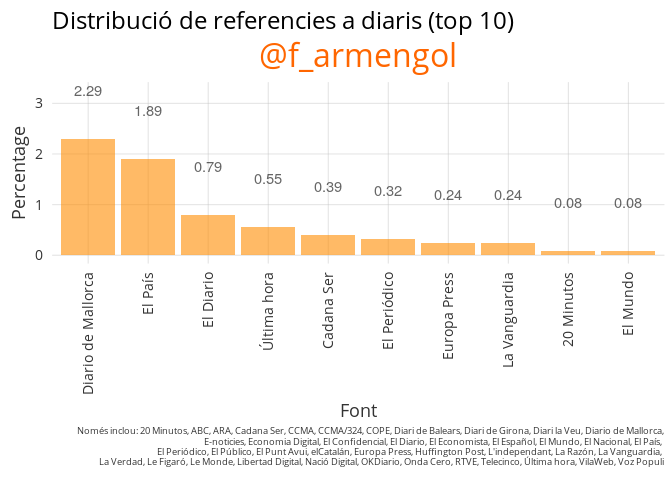 Distribució de referencies a diaris (top 10)
@f_armengol
2.29
1.89
0.79
0.55
0.39
0.32
0.24
0.24
0.08
0.08
Percentage
3
2
1
0
Diario de Mallorca
El País
El Diario
Última hora
Cadana Ser
El Periódico
Europa Press
La Vanguardia
20 Minutos
El Mundo
Font
Només inclou: 20 Minutos, ABC, ARA, Cadana Ser, CCMA, CCMA/324, COPE, Diari de Balears, Diari de Girona, Diari la Veu, Diario de Mallorca,
E-noticies, Economia Digital, El Confidencial, El Diario, El Economista, El Español, El Mundo, El Nacional, El País,
El Periódico, El Público, El Punt Avui, elCatalán, Europa Press, Huffington Post, L'independant, La Razón, La Vanguardia,
La Verdad, Le Figaró, Le Monde, Libertad Digital, Nació Digital, OKDiario, Onda Cero, RTVE, Telecinco, Última hora, VilaWeb, Voz Populi